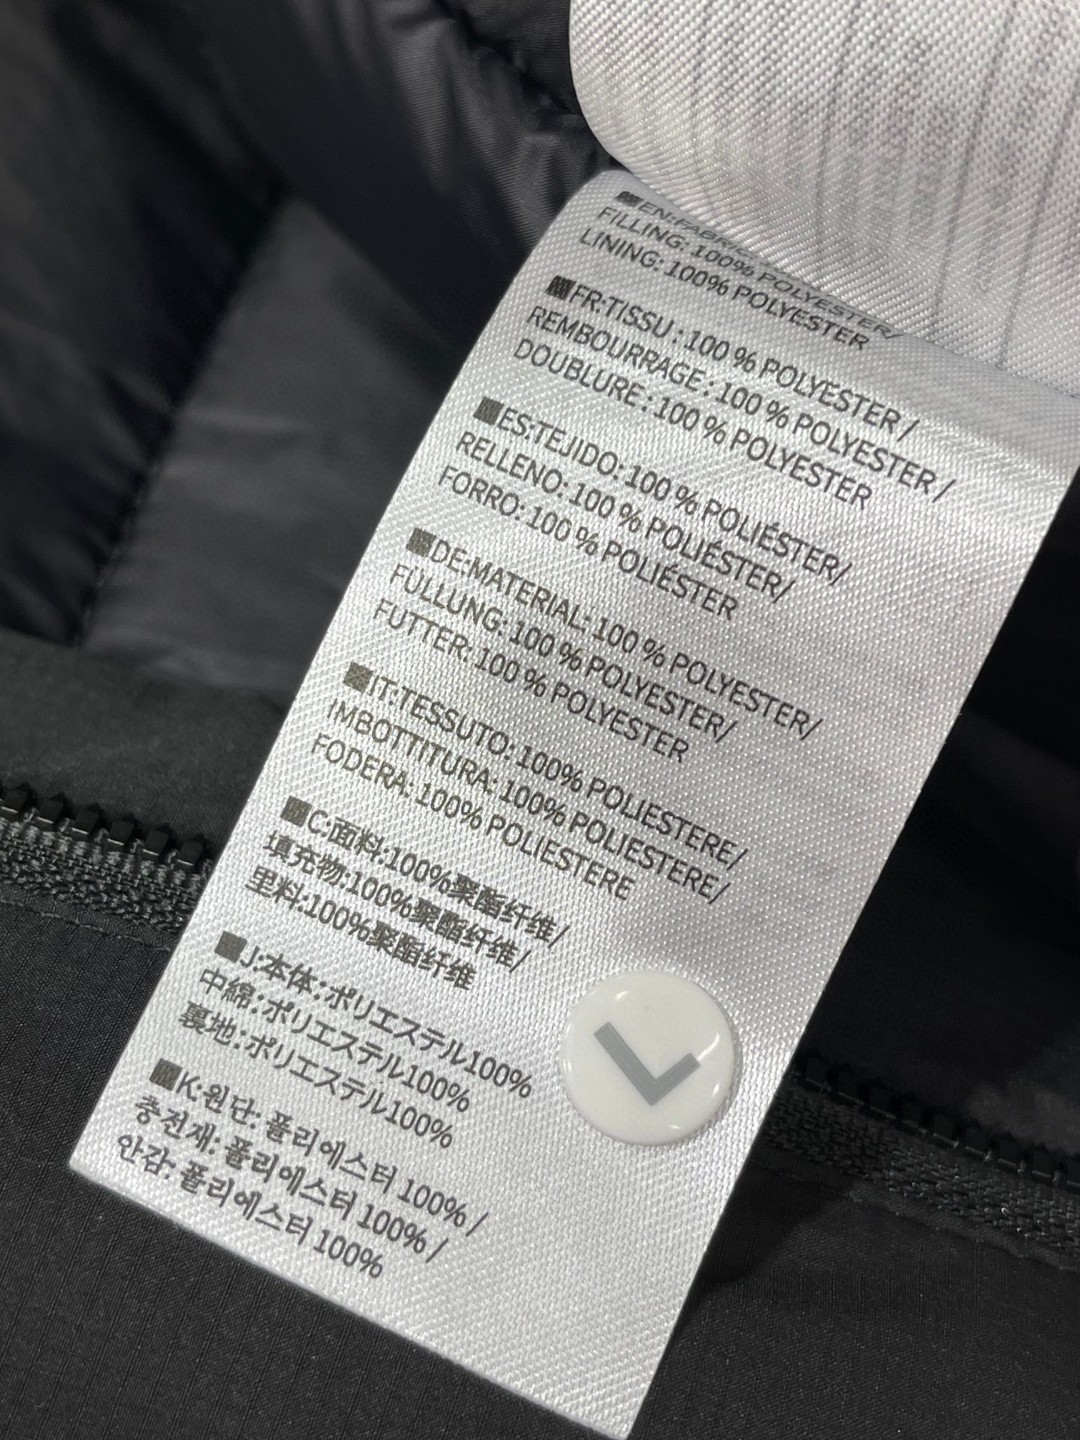 EN:FABRIC
FILLING: 100% POLYESTER/
LINING: 100% POLYESTER
FR:TISSU : 100 % POLYESTER /
REMBOURRAGE : 100 % POLYESTER /
DOUBLURE : 100 % POLYESTER
ES:TEJIDO: 100 % POLIÉSTER/
RELLENO: 100 % POLIÉSTER/
FORRO: 100 % POLIÉSTER
DE:MATERIAL: 100 % POLYESTER/
FÜLLUNG: 100 % POLYESTER/
FUTTER: 100 % POLYESTER
IT:TESSUTO: 100% POLIESTERE/
IMBOTTITURA: 100% POLIESTERE/
FODERA: 100% POLIESTERE
C:面料:100%聚酯纤维/
填充物:100%聚酯纤维/
里料:100%聚酯纤维
J:本体:ポリエステル100%
中綿:ポリエステル100%
裏地:ポリエステル100%
K:원단: 폴리에스터 100% /
충전재: 폴리에스터 100% /
안감: 폴리에스터 100%
L